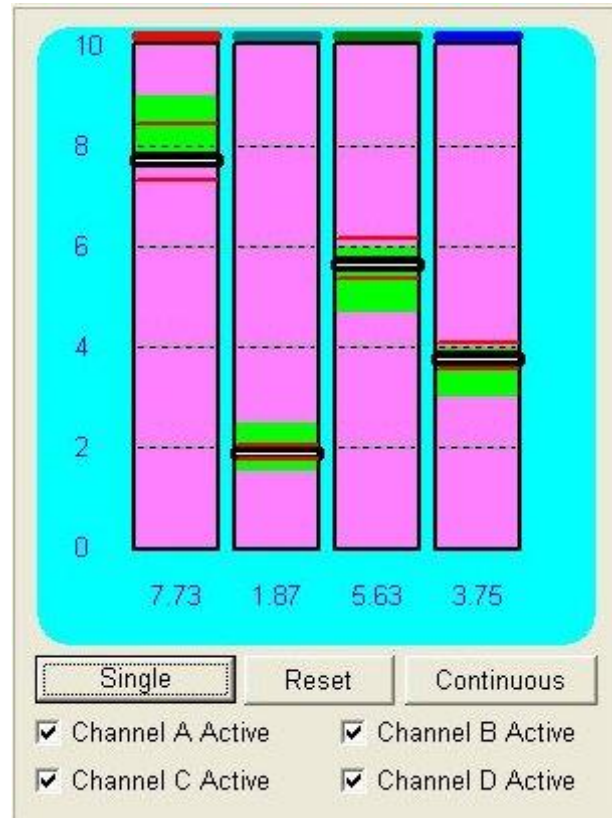 10
8
6
4
2
0
7.73 1.87 5.63 3.75
Single Reset Continuous
Channel A Active Channel B Active
Channel C Active Channel D Active